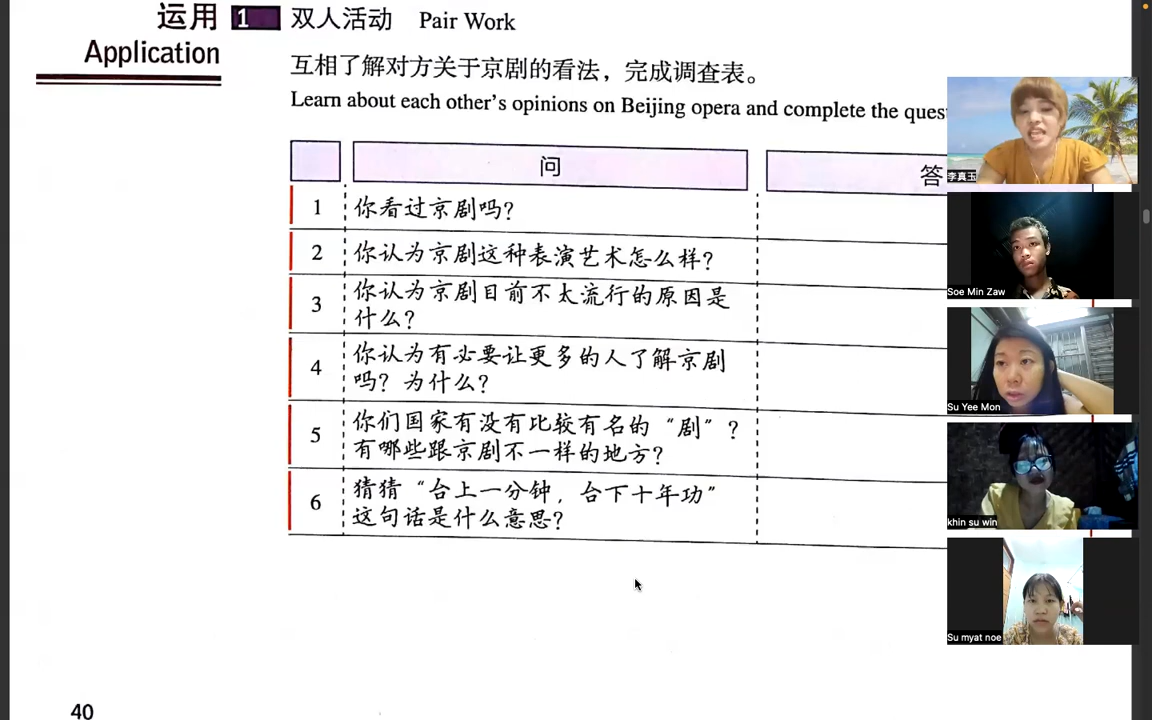 运用 1 双人活动 Pair Work
Application
互相了解对方关于京剧的看法，完成调查表。
Learn about each other's opinions on Beijing opera and complete the ques
问 答
1 你看过京剧吗？
2 你认为京剧这种表演艺术怎么样？
3 你认为京剧目前不太流行的原因是
什么？
4 你认为有必要让更多的人了解京剧
吗？为什么？
5 你们国家有没有比较有名的“剧”？
有哪些跟京剧不一样的地方？
6 猜猜“台上一分钟，台下十年功”
这句话是什么意思？
40
李真玉
Soe Min Zaw
Su Yee Mon
khin su win
Su myat noe